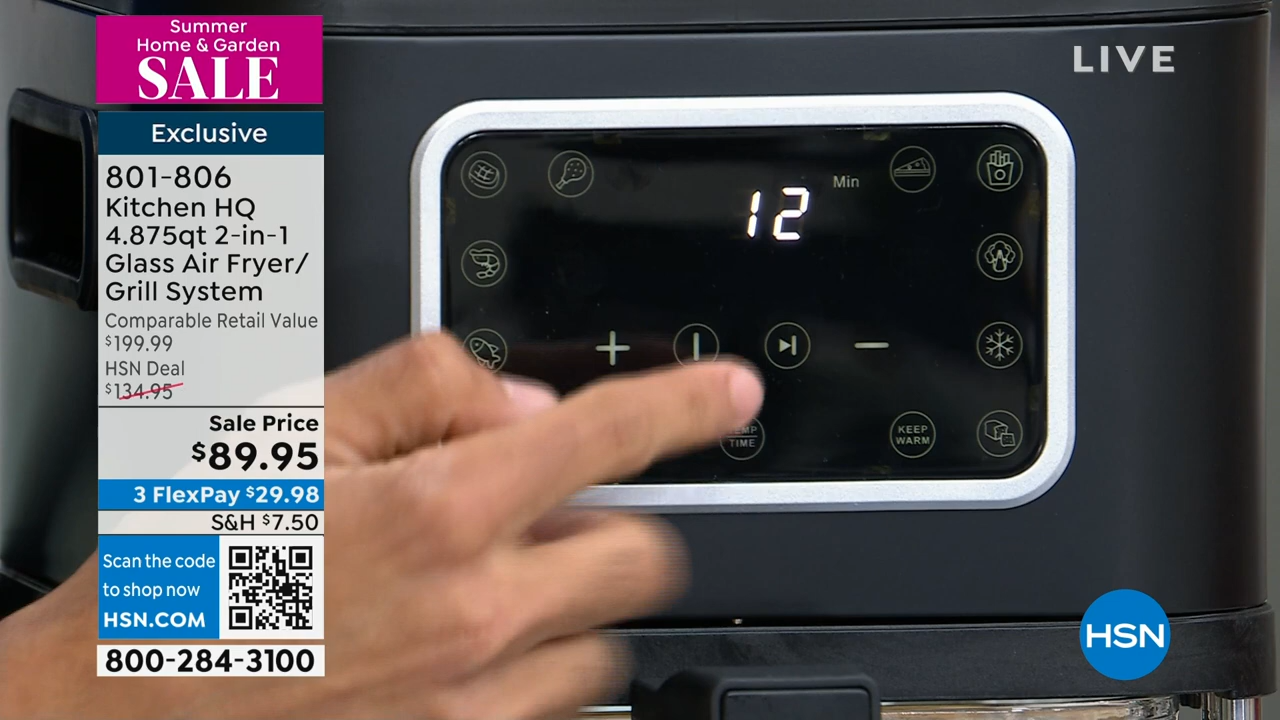 Summer
Home & Garden
SALE
Exclusive
801-806
Kitchen HQ
4.875qt 2-in-1
Glass Air Fryer/
Grill System
Comparable Retail Value
$199.99
HSN Deal
$134.95
Sale Price
$89.95
3 FlexPay $29.98
S&H $7.50
Scan the code
to shop now
HSN.COM
800-284-3100
LIVE
Min
12
TIME
KEEP
WARM
HSN